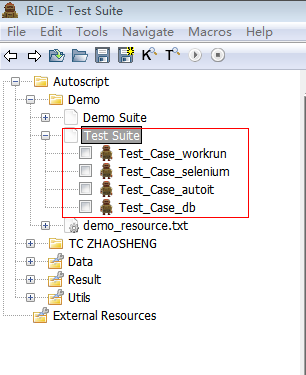 RIDE - Test Suite
File Edit Tools Navigate Macros Help
Autoscript
Demo
Demo Suite
Test Suite
Test_Case_workrun
Test_Case_selenium
Test_Case_autoit
Test_Case_db
demo_resource.txt
TC ZHAOSHENG
Data
Result
Utils
External Resources